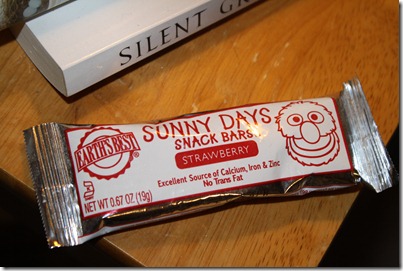 SILENT
EARTH'S BEST®
SUNNY DAYS
SNACK BARS
STRAWBERRY
Excellent Source of Calcium, Iron & Zinc
No Trans Fat
NET WT 0.67 OZ (19g)